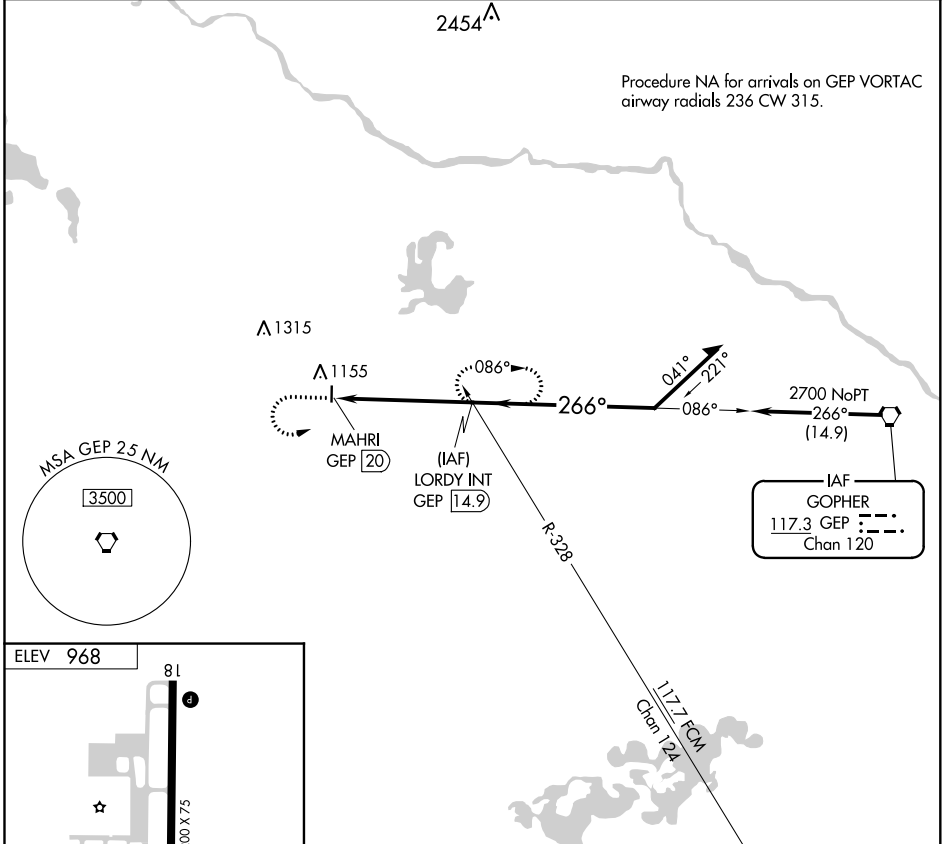 2454
Procedure NA for arrivals on GEP VORTAC
airway radials 236 CW 315.
1315
1155
086°
041°
221°
266°
086°
2700 NoPT
266°
(14.9)
MAHRI
GEP 20
(IAF)
LORDY INT
GEP 14.9
IAF
GOPHER
117.3 GEP
Chan 120
MSA GEP 25 NM
3500
R-328
117.7 FCM
Chan 124
ELEV 968
18
P
00 X 75